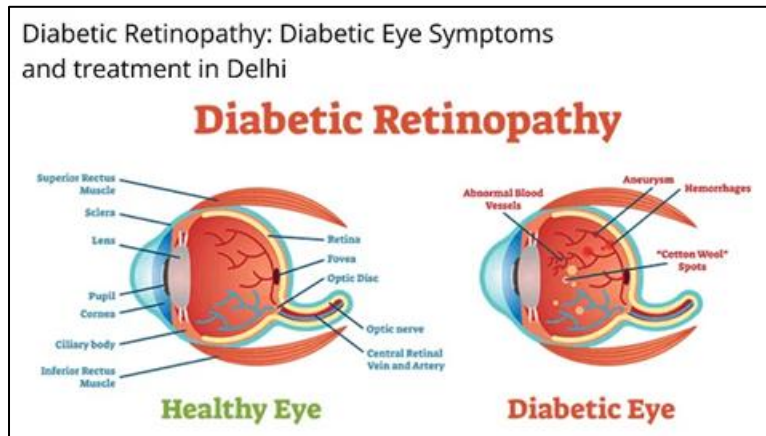 Diabetic Retinopathy: Diabetic Eye Symptoms
and treatment in Delhi
Diabetic Retinopathy
Superior Rectus
Muscle
Sclera
Lens
Pupil
Cornea
Ciliary body
Inferior Rectus
Muscle
Retina
Fovea
Optic Disc
Optic nerve
Central Retinal
Vein and Artery
Healthy Eye
Abnormal Blood
Vessels
Aneurysm
Hemorrhages
"Cotton Wool"
Spots
Diabetic Eye